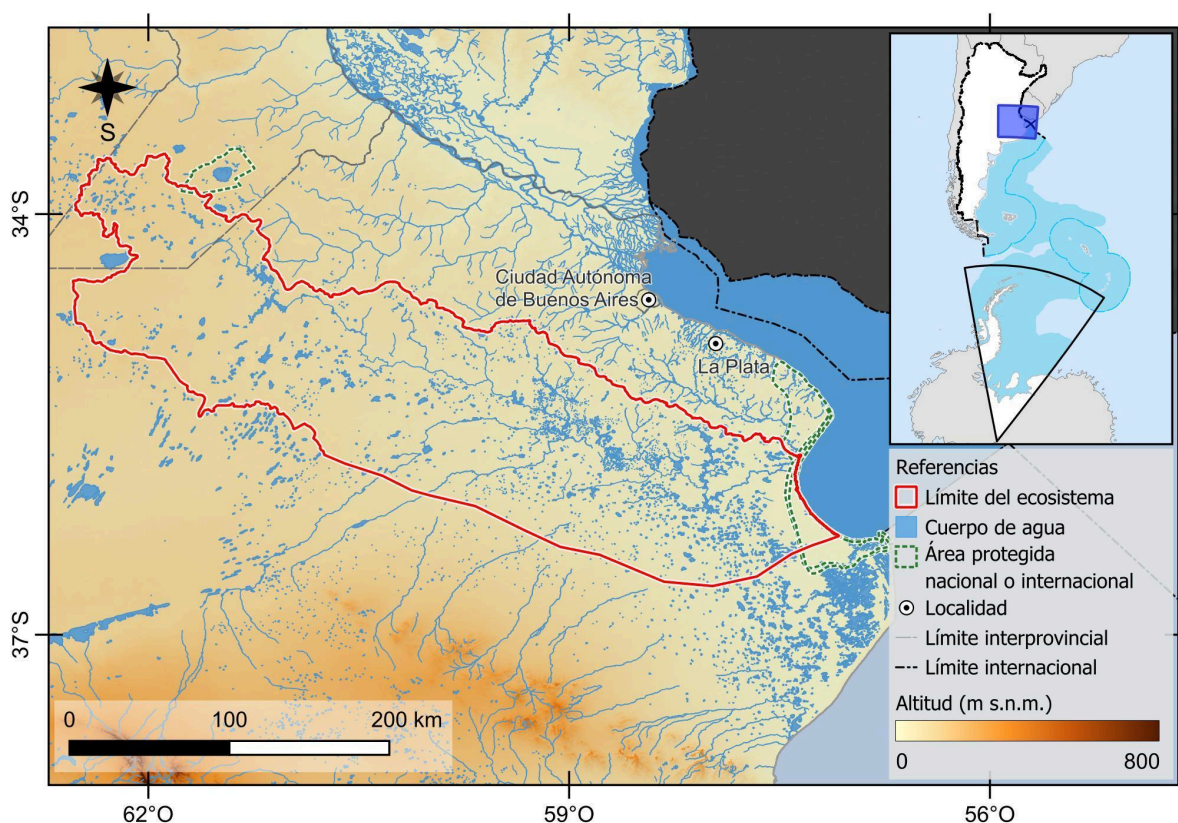 62°O
59°O
56°O
34°S
37°S
S
Ciudad Autónoma
de Buenos Aires
La Plata
0 100 200 km
Referencias
Límite del ecosistema
Cuerpo de agua
Área protegida
nacional o internacional
Localidad
Límite interprovincial
Límite internacional
Altitud (m s.n.m.)
0 800